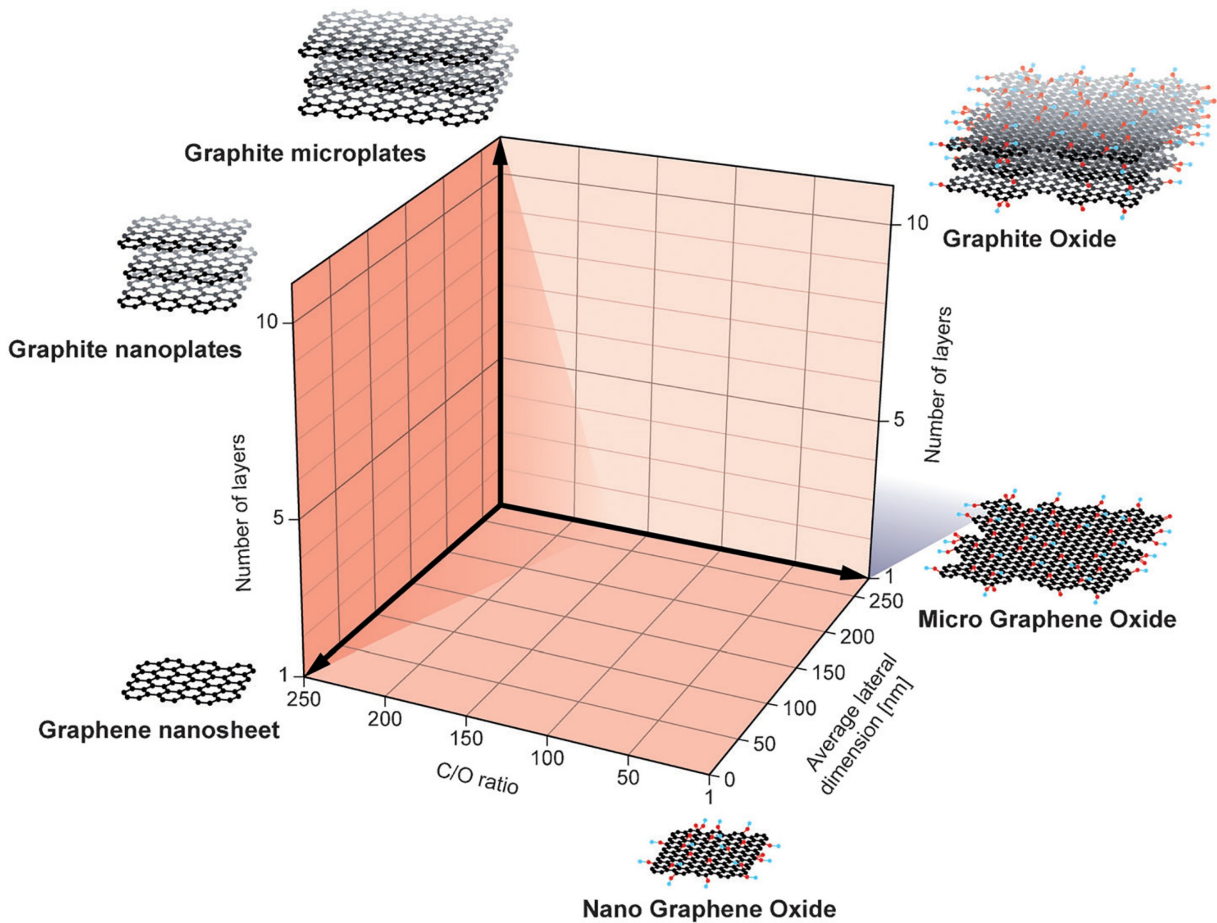 Graphite microplates
Graphite Oxide
Graphite nanoplates
10
5
1
Number of layers
10
5
1
Number of layers
Graphene nanosheet
250
200
150
100
50
1
C/O ratio
250
200
150
100
50
0
Average lateral
dimension [nm]
Micro Graphene Oxide
Nano Graphene Oxide